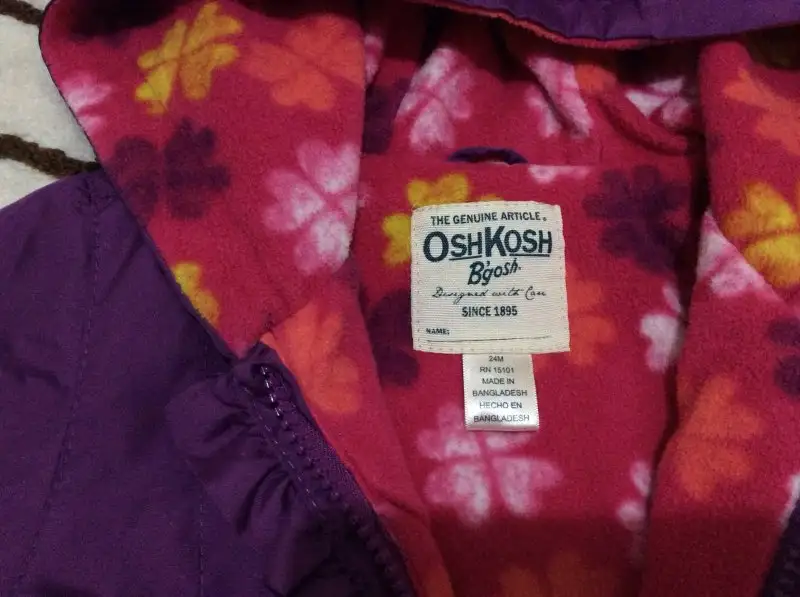 THE GENUINE ARTICLE®
OSHKOSH
B'gosh®
Designed with Care
SINCE 1895
NAME:
24M
RN 15101
MADE IN
BANGLADESH
HECHO EN
BANGLADESH